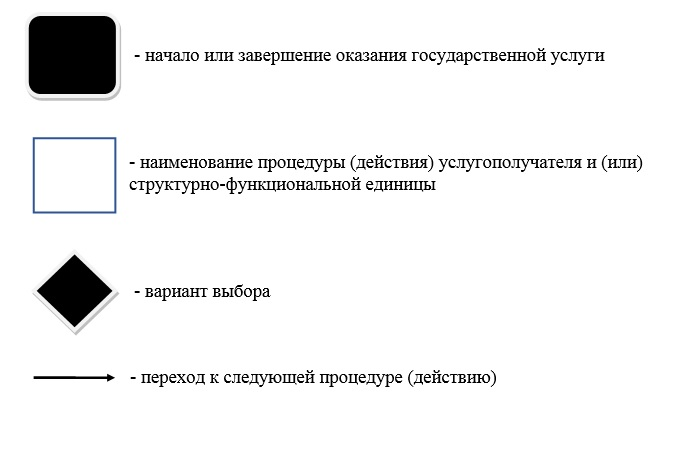 - начало или завершение оказания государственной услуги
- наименование процедуры (действия) услугополучателя и (или)
структурно-функциональной единицы
- вариант выбора
- переход к следующей процедуре (действию)